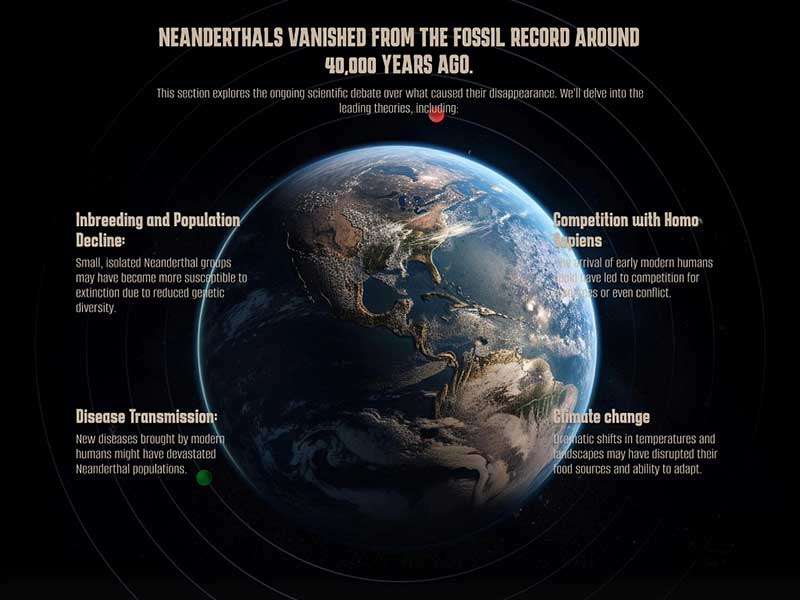 NEANDERTHALS VANISHED FROM THE FOSSIL RECORD AROUND
40,000 YEARS AGO.
This section explores the ongoing scientific debate over what caused their disappearance. We'll delve into the
leading theories, including:
Inbreeding and Population
Decline:
Small, isolated Neanderthal groups
may have become more susceptible to
extinction due to reduced genetic
diversity.
Competition with Homo
Sapiens
arrival of early modern humans
have led to competition for
or even conflict.
Disease Transmission:
New diseases brought by modern
humans might have devastated
Neanderthal populations.
Climate change
Dramatic shifts in temperatures and
landscapes may have disrupted their
food sources and ability to adapt.